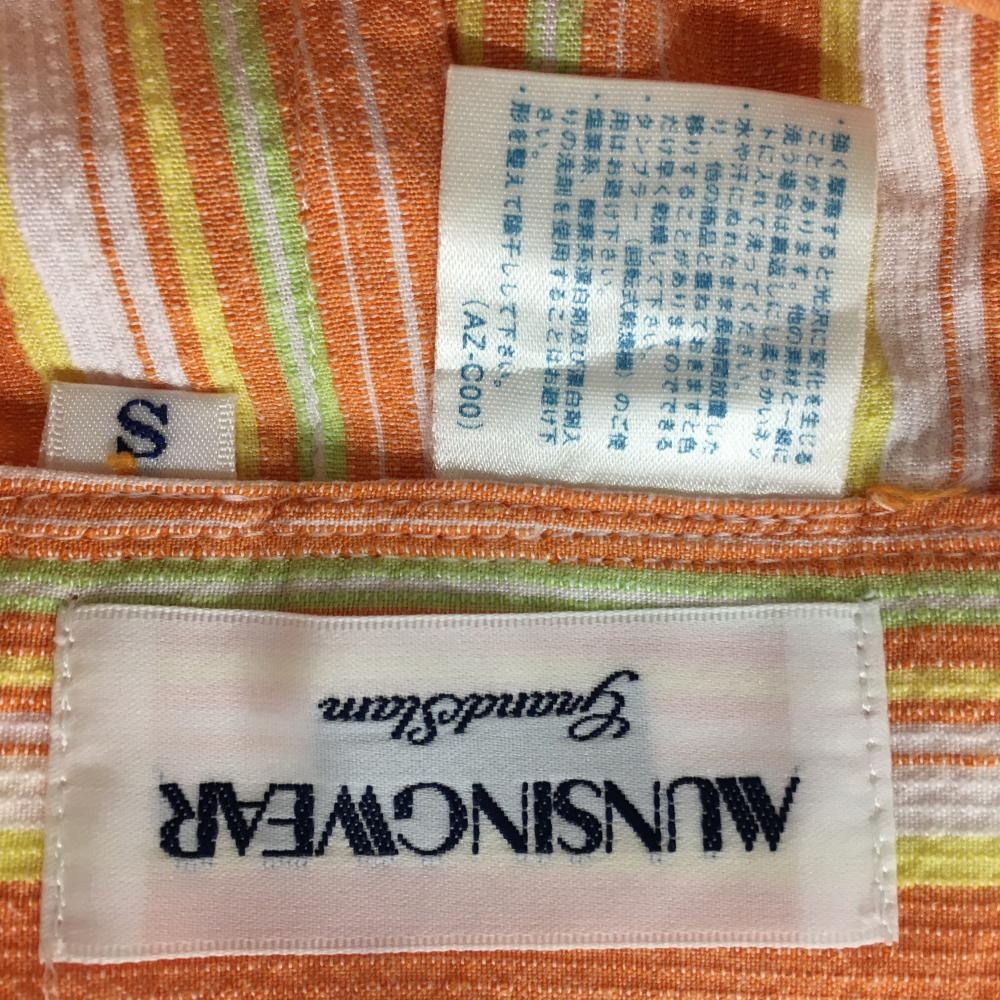 MUNSINGWEAR
GrandSlam
S
・強く摩擦すると光沢に変化を生じる
ことがあります。他の素材と一緒に
洗う場合は裏返しにし柔らかいネッ
トに入れて洗ってください。
・水や汗にぬれたまま長時間放置した
り、他の商品と重ねておきますと色
移りすることがありますのでできる
だけ早く乾燥して下さい。
・タンブラー（回転式乾燥機）のご使
用はお避け下さい。
・塩素系、酸素系漂白剤及び漂白剤入
りの洗剤を使用することはお避け下
さい。
・形を整えて陰干しして下さい。
(AZ-C00)